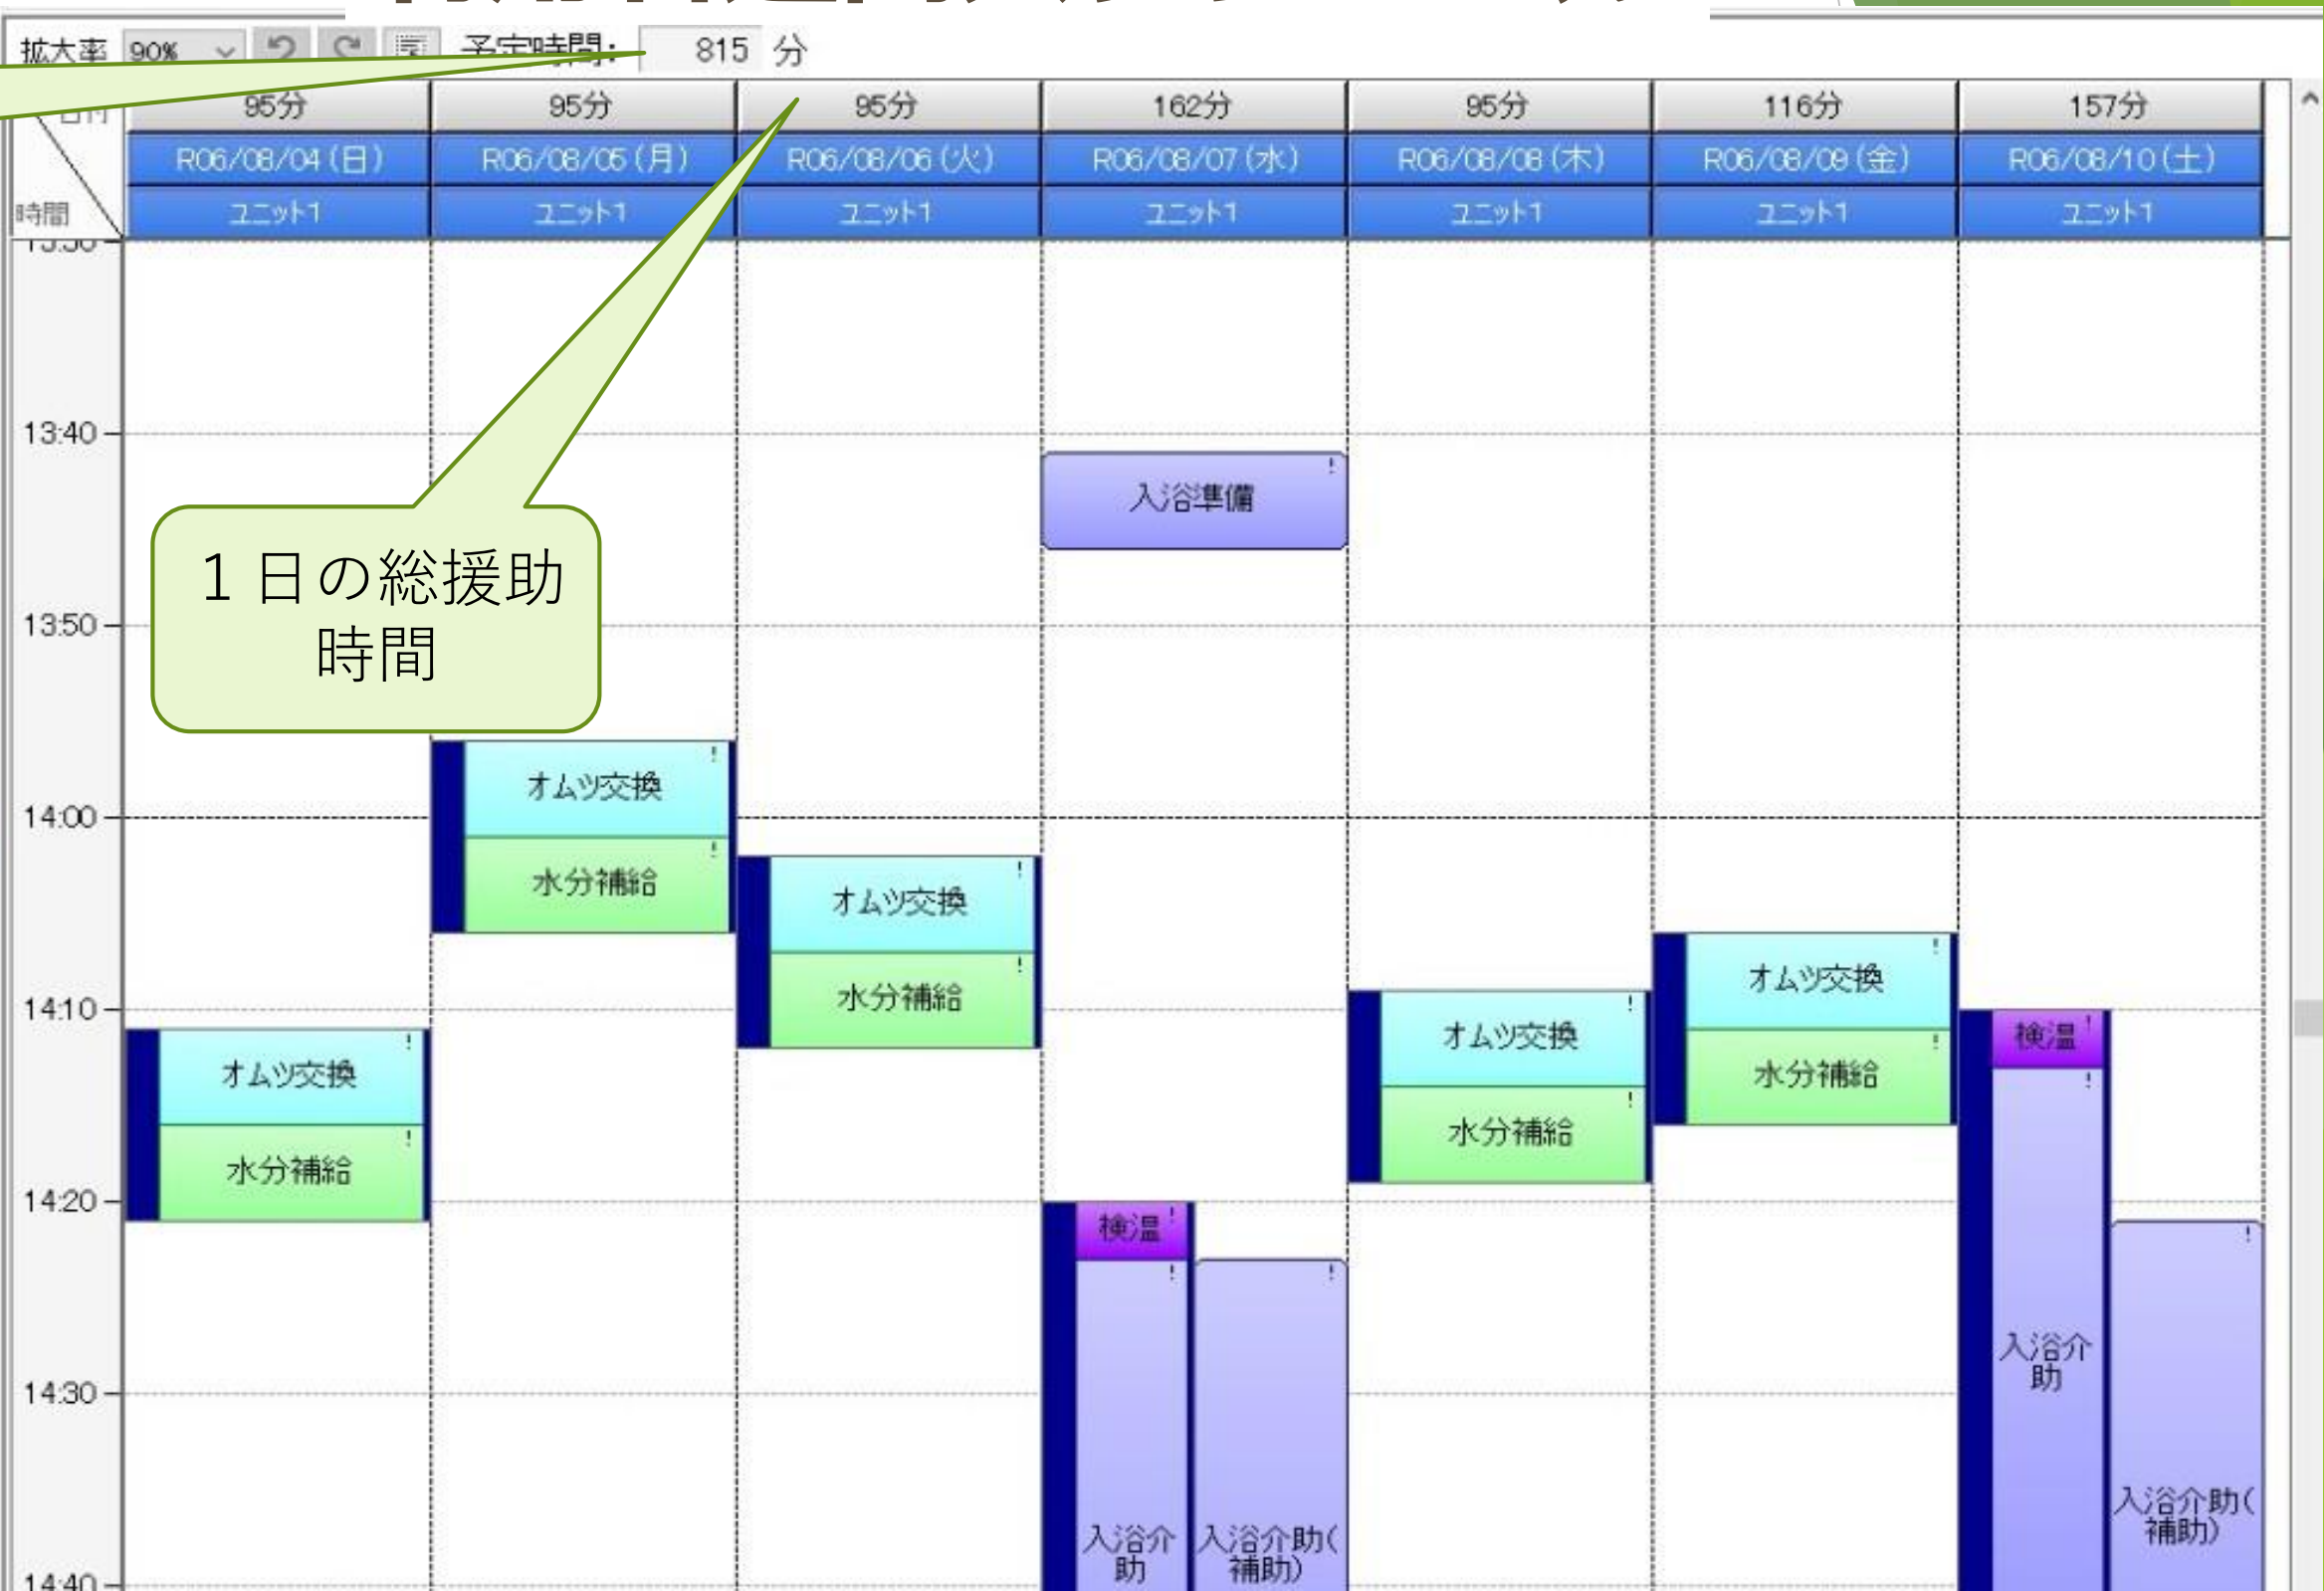 拡大率 90% 予定時間: 815 分
95分 95分 95分 162分 95分 116分 157分
R06/08/04(日) R06/08/05(月) R06/08/06(火) R06/08/07(水) R06/08/08(木) R06/08/09(金) R06/08/10(土)
時間 ユニット1 ユニット1 ユニット1 ユニット1 ユニット1 ユニット1 ユニット1
13:40
入浴準備
!
１日の総援助
時間
13:50
オムツ交換 !
14:00
水分補給 !
オムツ交換 !
水分補給 !
オムツ交換 !
水分補給 !
オムツ交換 !
水分補給 !
14:10
オムツ交換 !
水分補給 !
検温 !
!
14:20
検温 !
!
!
!
入浴介
助
14:30
入浴介助(
補助)
入浴介
助
入浴介助(
補助)
14:40